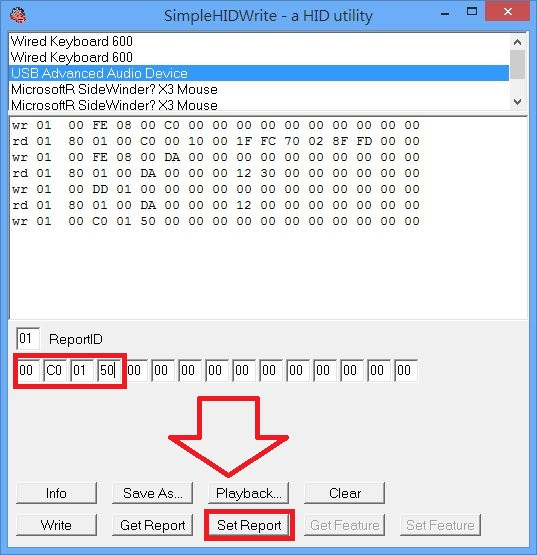 SimpleHIDWrite - a HID utility
Wired Keyboard 600
Wired Keyboard 600
USB Advanced Audio Device
MicrosoftR SideWinder? X3 Mouse
MicrosoftR SideWinder? X3 Mouse
wr 01 00 FE 08 00 C0 00 00 00 00 00 00 00 00 00 00
rd 01 80 01 00 C0 00 10 00 1F FC 70 02 8F FD 00 00
wr 01 00 FE 08 00 DA 00 00 00 00 00 00 00 00 00 00
rd 01 80 01 00 DA 00 00 00 12 30 00 00 00 00 00 00
wr 01 00 DD 01 00 00 00 00 00 00 00 00 00 00 00 00
rd 01 80 01 00 DA 00 00 00 12 00 00 00 00 00 00 00
wr 01 00 C0 01 50 00 00 00 00 00 00 00 00 00 00 00
01 ReportID
00 C0 01 50 00 00 00 00 00 00 00 00 00 00 00
Info Save As... Playback... Clear
Write Get Report Set Report Get Feature Set Feature